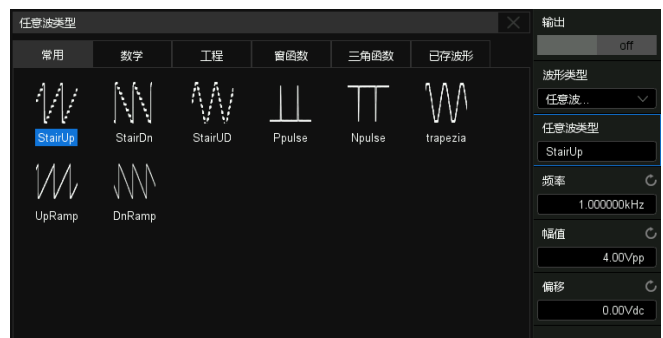 任意波类型
常用 数学 工程 窗函数 三角函数 已存波形
StairUp StairDn StairUD Ppulse Npulse trapezia
UpRamp DnRamp
输出
off
波形类型
任意波...
任意波类型
StairUp
频率
1.000000kHz
幅值
4.00Vpp
偏移
0.00Vdc